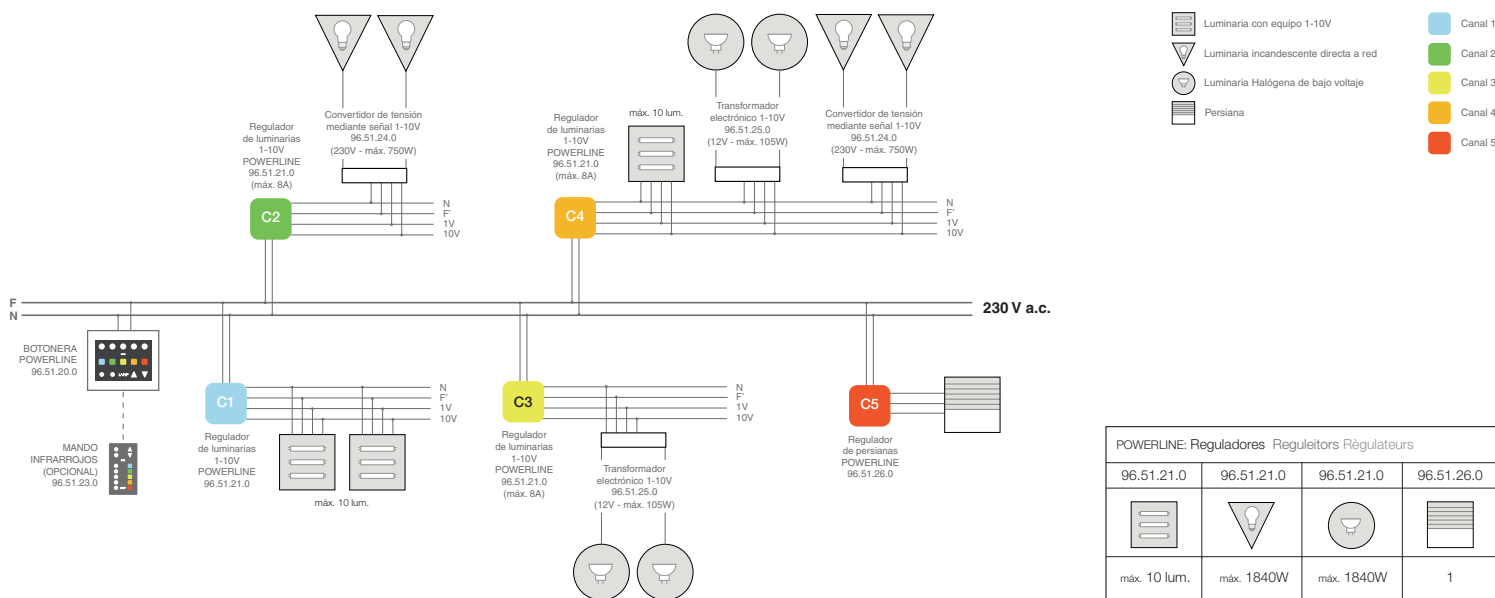 Luminaria con equipo 1-10V
Luminaria incandescente directa a red
Luminaria Halógena de bajo voltaje
Persiana
Canal 1
Canal 2
Canal 3
Canal 4
Canal 5
Regulador
de luminarias
1-10V
POWERLINE
96.51.21.0
(máx. 8A)
C2
Convertidor de tensión
mediante señal 1-10V
96.51.24.0
(230V - máx. 750W)
N
F'
1V
10V
Regulador
de luminarias
1-10V
POWERLINE
96.51.21.0
(máx. 8A)
C4
máx. 10 lum.
Transformador
electrónico 1-10V
96.51.25.0
(12V - máx. 105W)
Convertidor de tensión
mediante señal 1-10V
96.51.24.0
(230V - máx. 750W)
N
F'
1V
10V
F
N
230 V a.c.
BOTONERA
POWERLINE
96.51.20.0
MANDO
INFRARROJOS
(OPCIONAL)
96.51.23.0
C1
Regulador
de luminarias
1-10V
POWERLINE
96.51.21.0
máx. 10 lum.
N
F'
1V
10V
C3
Regulador
de luminarias
1-10V
POWERLINE
96.51.21.0
(máx. 8A)
Transformador
electrónico 1-10V
96.51.25.0
(12V - máx. 105W)
N
F'
1V
10V
C5
Regulador
de persianas
POWERLINE
96.51.26.0
POWERLINE: Reguladores Reguleitors Règulateurs
96.51.21.0 96.51.21.0 96.51.21.0 96.51.26.0
máx. 10 lum. máx. 1840W máx. 1840W 1